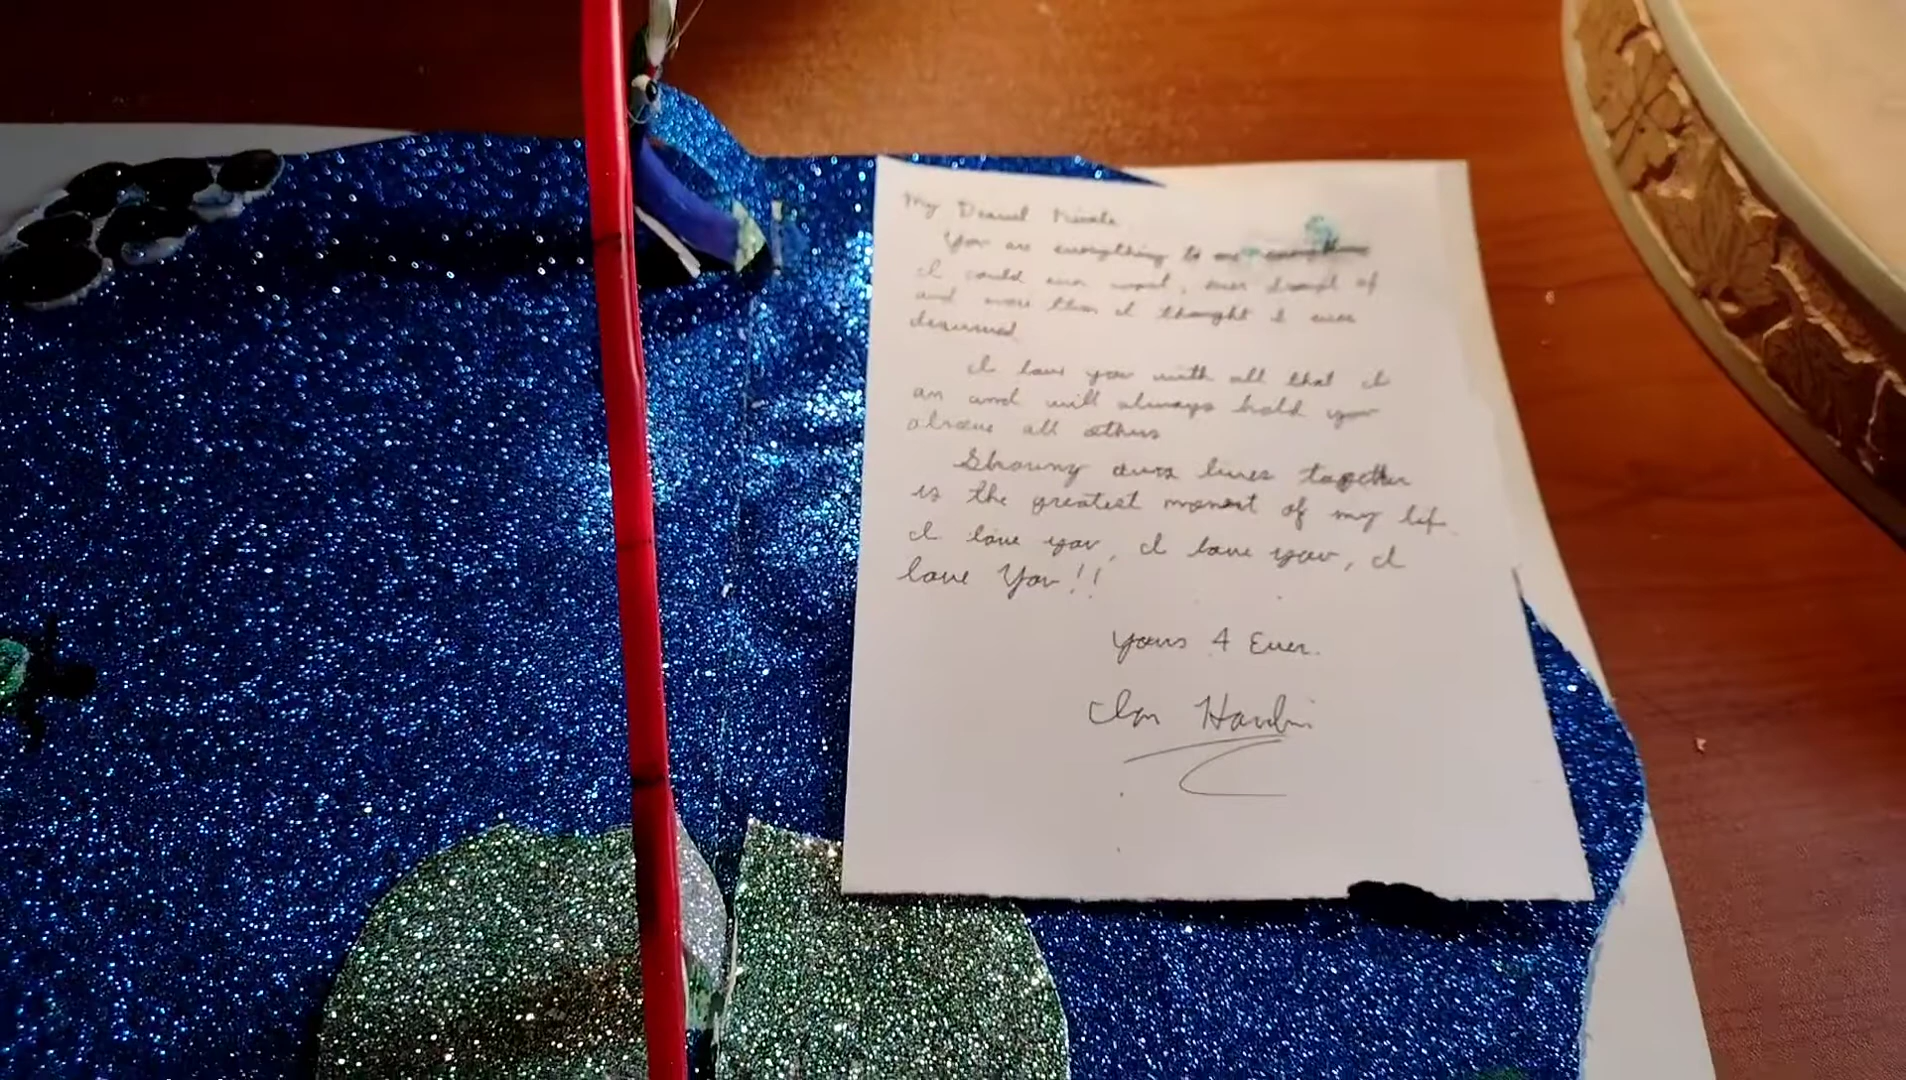 My Dearest Nicole
You are everything to me
I could ever want, ever dreamt of
and more than I thought I ever
deserved.
I love you with all that I
am and will always hold you
above all others
Sharing our lives together
is the greatest moment of my life
I love you, I love you, I
love You!!
Yours 4 Ever.
Ian